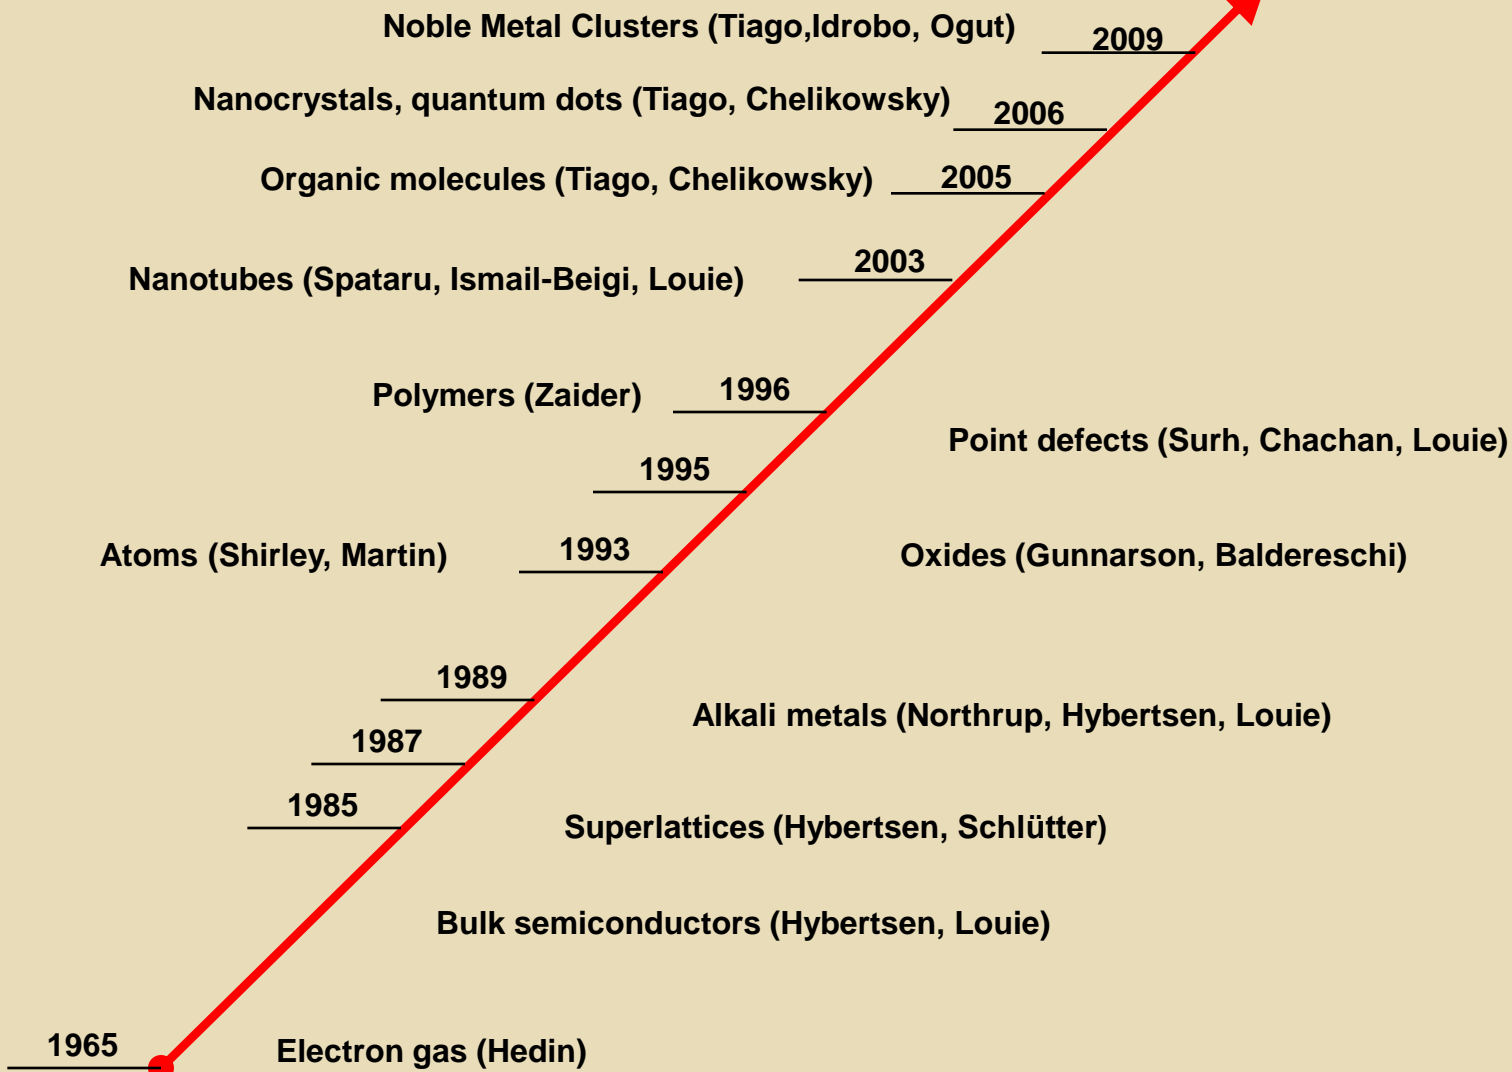 Noble Metal Clusters (Tiago,Idrobo, Ogut)
2009
Nanocrystals, quantum dots (Tiago, Chelikowsky)
2006
Organic molecules (Tiago, Chelikowsky)
2005
Nanotubes (Spataru, Ismail-Beigi, Louie)
2003
Polymers (Zaider)
1996
Point defects (Surh, Chachan, Louie)
1995
Atoms (Shirley, Martin)
1993
Oxides (Gunnarson, Baldereschi)
1989
Alkali metals (Northrup, Hybertsen, Louie)
1987
1985
Superlattices (Hybertsen, Schlütter)
Bulk semiconductors (Hybertsen, Louie)
1965
Electron gas (Hedin)